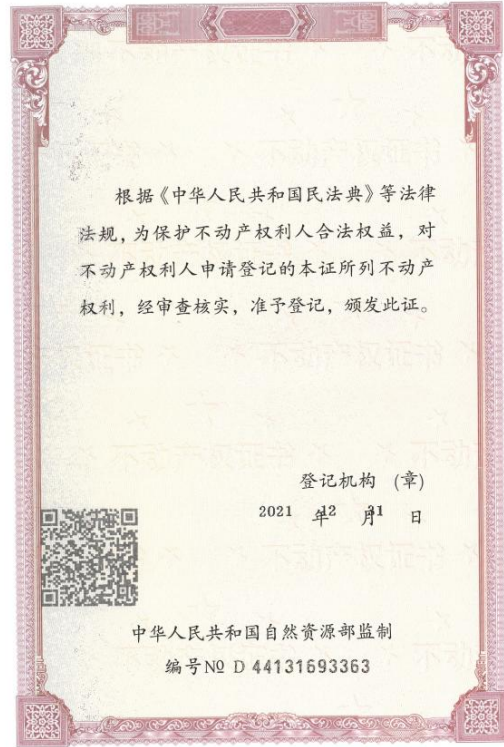 根据《中华人民共和国民法典》等法律
法规，为保护不动产权利人合法权益，对
不动产权利人申请登记的本证所列不动产
权利，经审查核实，准予登记，颁发此证。
登记机构 (章)
2021 年12 月31 日
中华人民共和国自然资源部监制
编号№ D 44131693363